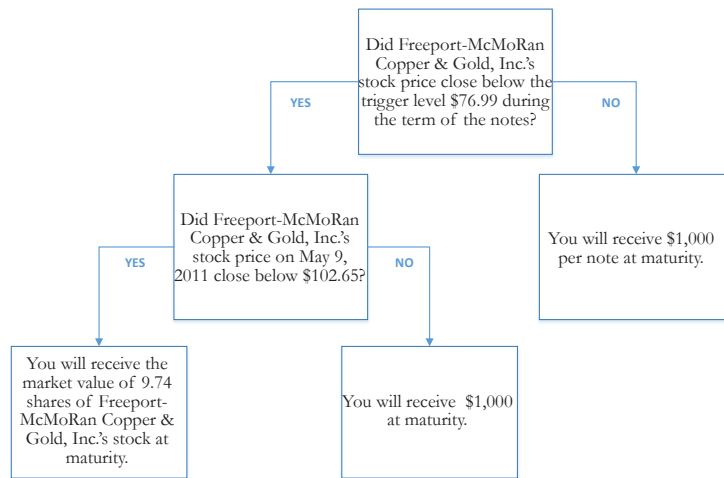 Did Freeport-McMoRan
Copper & Gold, Inc.'s
stock price close below the
trigger level $76.99 during
the term of the notes?
YES
NO
Did Freeport-McMoRan
Copper & Gold, Inc.'s
stock price on May 9,
2011 close below $102.65?
You will receive $1,000
per note at maturity.
YES
NO
You will receive the
market value of 9.74
shares of Freeport-
McMoRan Copper &
Gold, Inc.'s stock at
maturity.
You will receive $1,000
at maturity.